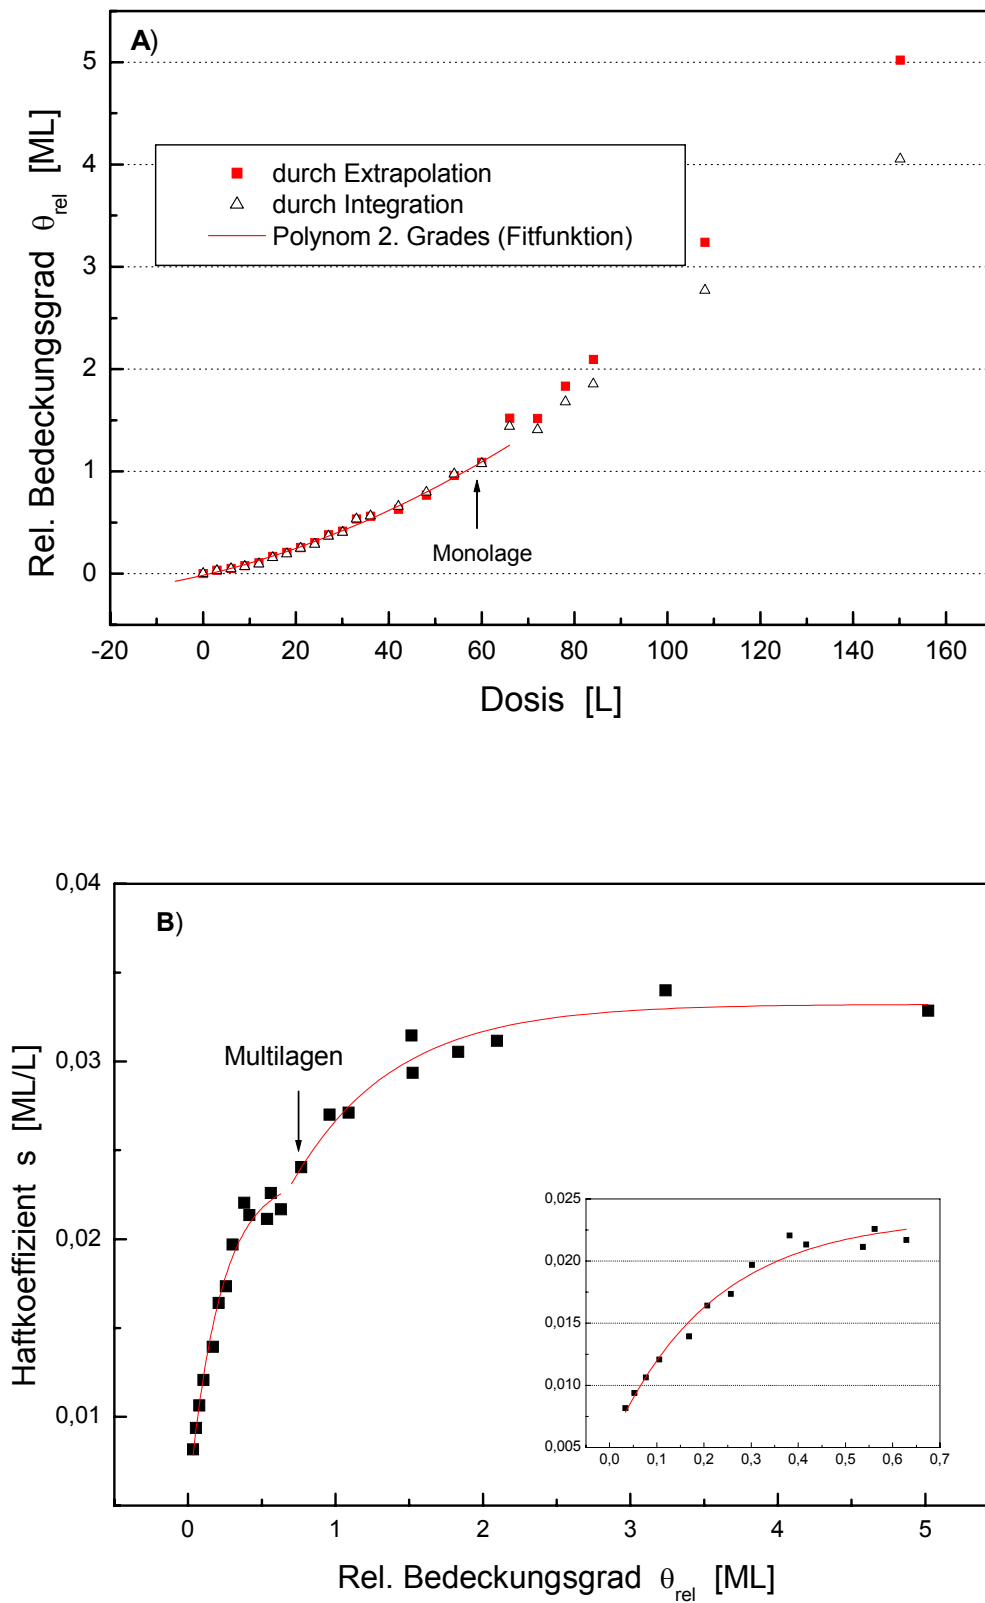 A)
Rel. Bedeckungsgrad θrel [ML]
5
4
3
2
1
0
durch Extrapolation
durch Integration
Polynom 2. Grades (Fitfunktion)
Monolage
-20 0 20 40 60 80 100 120 140 160
Dosis [L]
B)
Haftkoeffizient s [ML/L]
0,04
0,03
0,02
0,01
Multilagen
0,025
0,020
0,015
0,010
0,005
0,0 0,1 0,2 0,3 0,4 0,5 0,6 0,7
0 1 2 3 4 5
Rel. Bedeckungsgrad θrel [ML]